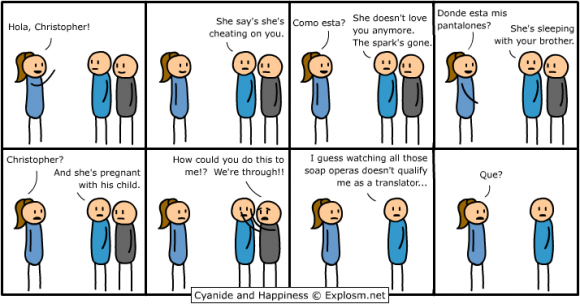 Hola, Christopher!
She say's she's
cheating on you.
Como esta?
She doesn't love
you anymore.
The spark's gone.
Donde esta mis
pantalones?
She's sleeping
with your brother.
Christopher?
And she's pregnant
with his child.
How could you do this to
me!? We're through!!
I guess watching all those
soap operas doesn't qualify
me as a translator...
Que?
Cyanide and Happiness © Explosm.net